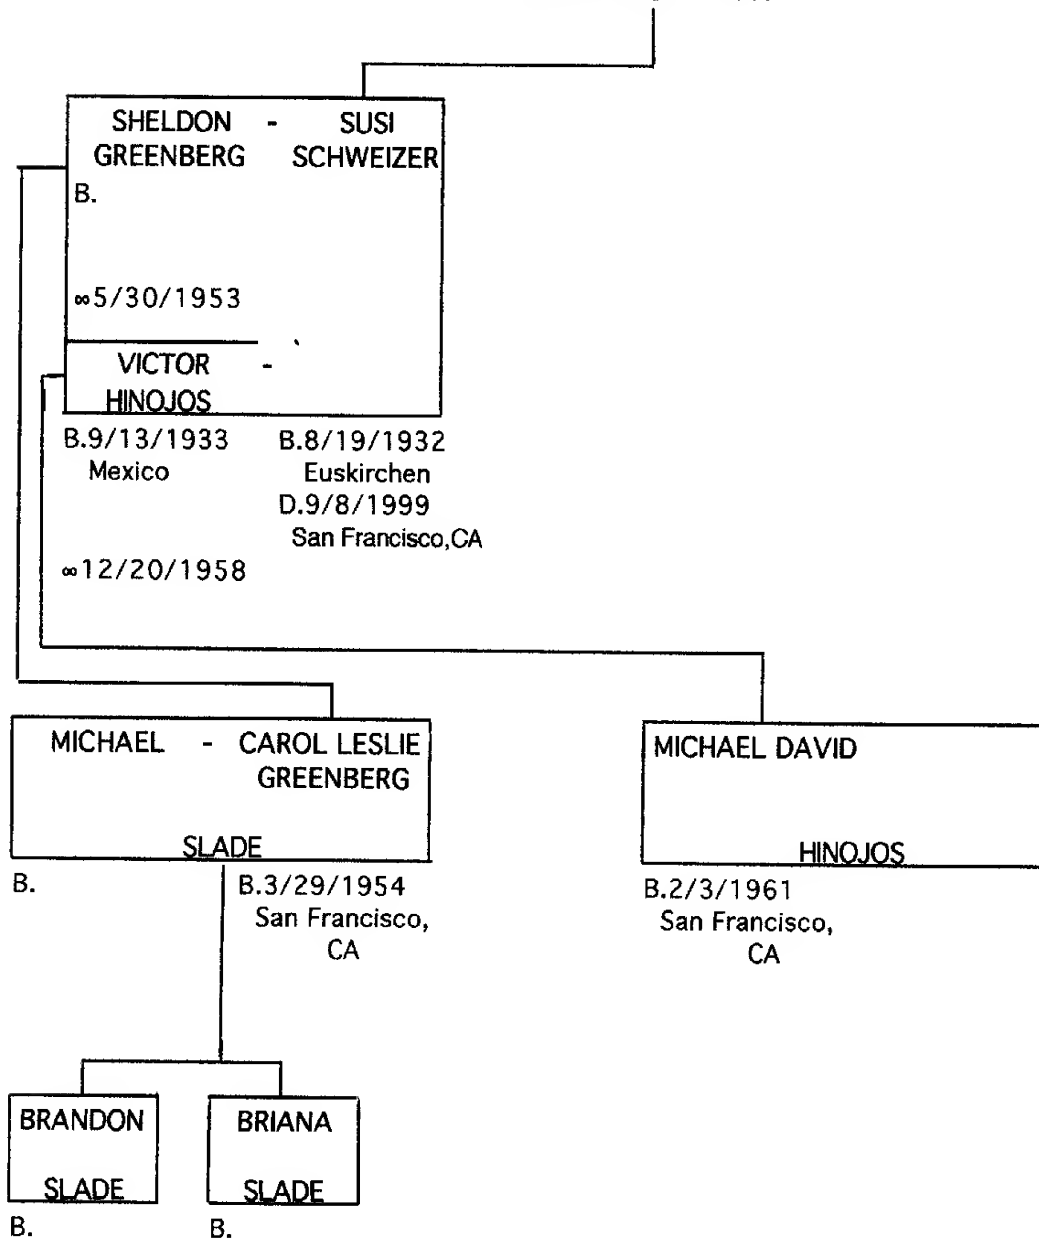 SHELDON - SUSI
GREENBERG SCHWEIZER
B.
∞5/30/1953
VICTOR -
HINOJOS
B.9/13/1933 B.8/19/1932
Mexico Euskirchen
D.9/8/1999
San Francisco,CA
∞12/20/1958
MICHAEL - CAROL LESLIE
GREENBERG
SLADE
B. B.3/29/1954
San Francisco,
CA
MICHAEL DAVID
HINOJOS
B.2/3/1961
San Francisco,
CA
BRANDON BRIANA
SLADE SLADE
B. B.